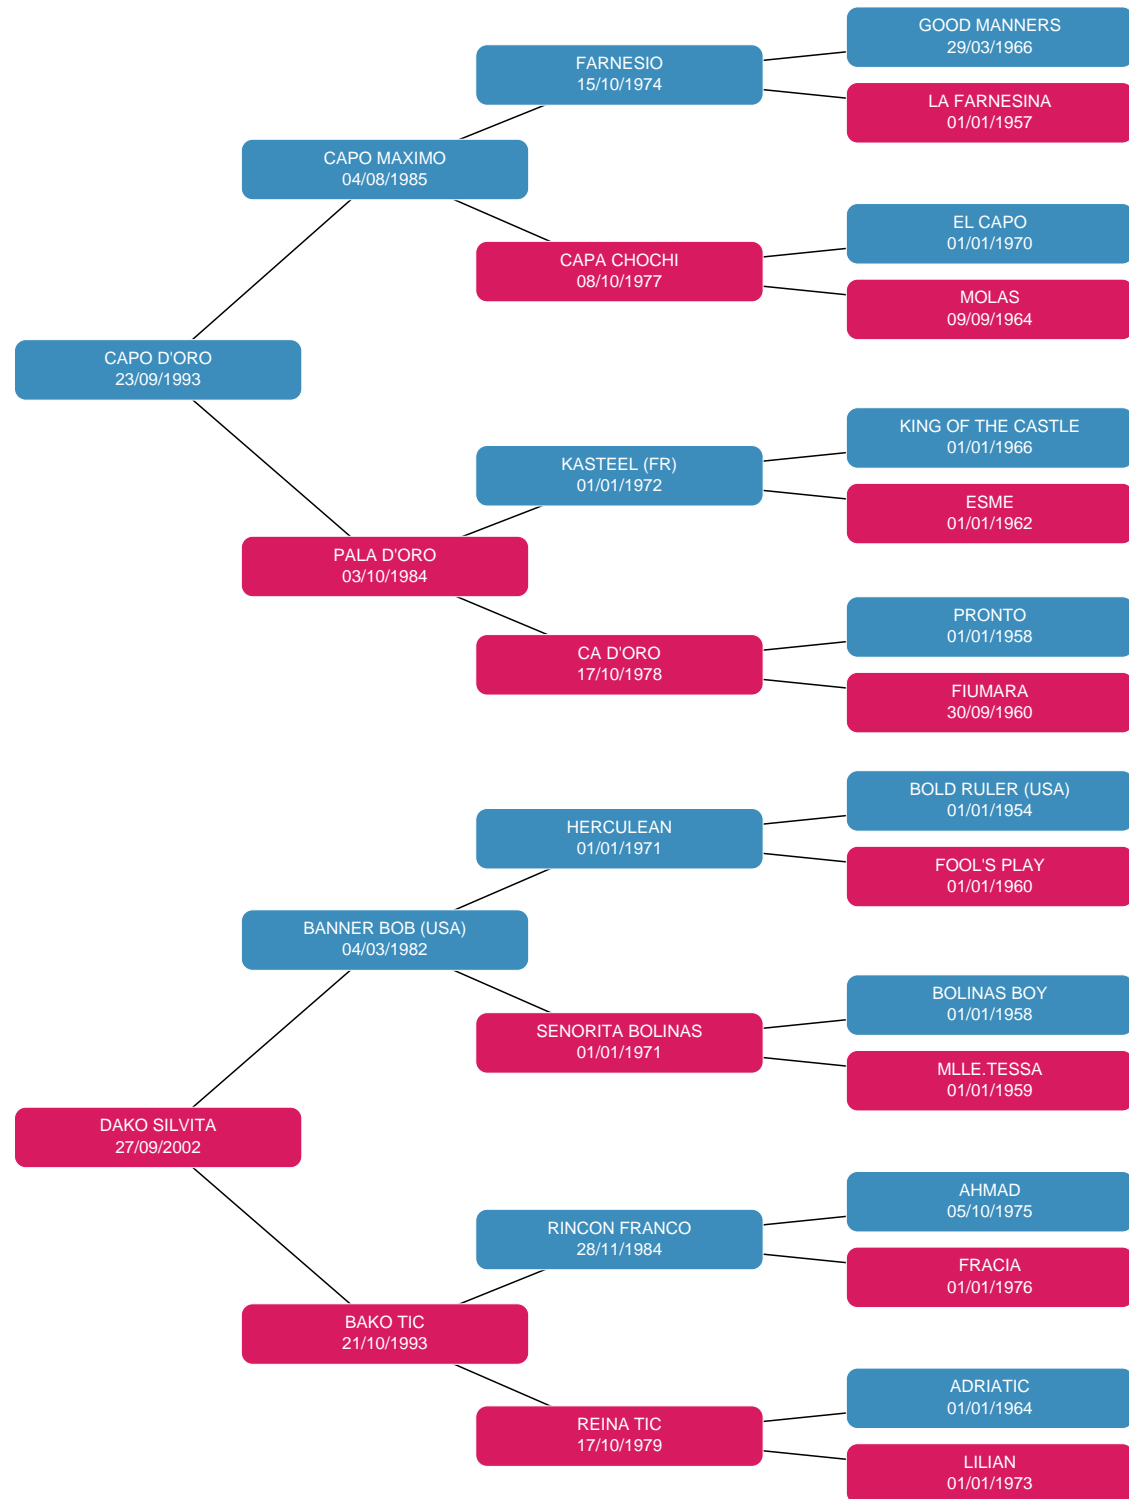 GOOD MANNERS
29/03/1966
FARNESIO
15/10/1974
LA FARNESINA
01/01/1957
CAPO MAXIMO
04/08/1985
EL CAPO
01/01/1970
CAPA CHOCHI
08/10/1977
MOLAS
09/09/1964
CAPO D'ORO
23/09/1993
KING OF THE CASTLE
01/01/1966
KASTEEL (FR)
01/01/1972
ESME
01/01/1962
PALA D'ORO
03/10/1984
PRONTO
01/01/1958
CA D'ORO
17/10/1978
FIUMARA
30/09/1960
BOLD RULER (USA)
01/01/1954
HERCULEAN
01/01/1971
FOOL'S PLAY
01/01/1960
BANNER BOB (USA)
04/03/1982
BOLINAS BOY
01/01/1958
SENORITA BOLINAS
01/01/1971
MLLE.TESSA
01/01/1959
DAKO SILVITA
27/09/2002
AHMAD
05/10/1975
RINCON FRANCO
28/11/1984
FRACIA
01/01/1976
BAKO TIC
21/10/1993
ADRIATIC
01/01/1964
REINA TIC
17/10/1979
LILIAN
01/01/1973